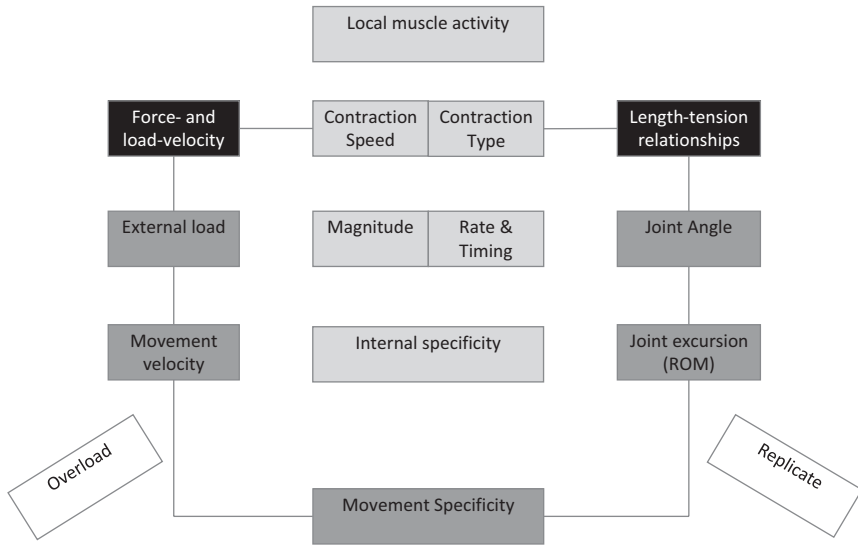 Local muscle activity
Force- and
load-velocity
Contraction
Speed
Contraction
Type
Length-tension
relationships
External load
Magnitude
Rate &
Timing
Joint Angle
Movement
velocity
Internal specificity
Joint excursion
(ROM)
Overload
Replicate
Movement Specificity